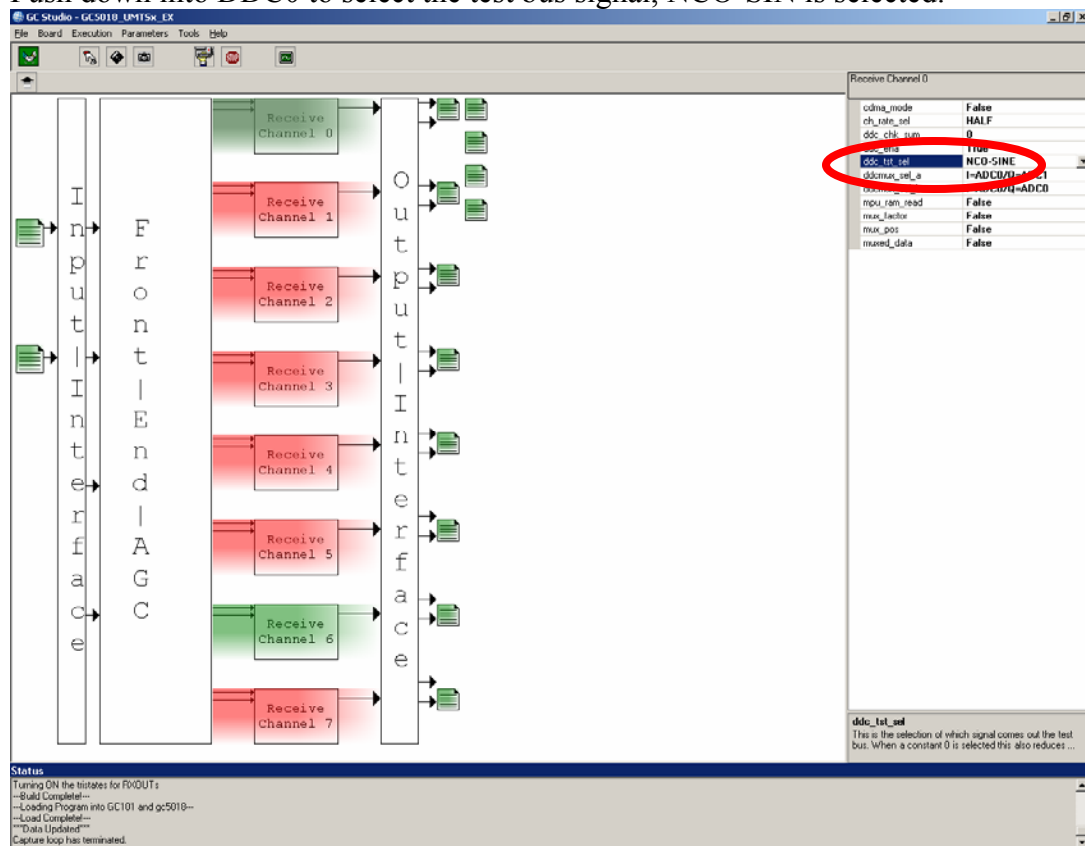 Push down into DDC0 to select the test bus signal, NCO-SIN is selected.
GC Studio - GC5018_UMTSx_EX
File Board Execution Parameters Tools Help
Receive Channel 0
cdma_mode False
ch_rate_sel HALF
ddc_chk_sum 0
ddc_ena True
ddc_tst_sel NCO-SINE
ddcmux_sel_a I=ADC0/Q=ADC1
mpu_ram_read False
mux_factor False
mux_pos False
muxed_data False
Input|Interface
Front|End|AGC
Receive
Channel 0
Receive
Channel 1
Receive
Channel 2
Receive
Channel 3
Receive
Channel 4
Receive
Channel 5
Receive
Channel 6
Receive
Channel 7
Output|Interface
ddc_tst_sel
This is the selection of which signal comes out the test
bus. When a constant 0 is selected this also reduces ...
Status
Turning ON the tristates for RXOUTs
---Build Complete!---
---Loading Program into GC101 and gc5018---
---Load Complete!---
"""Data Updated"""
Capture loop has terminated.